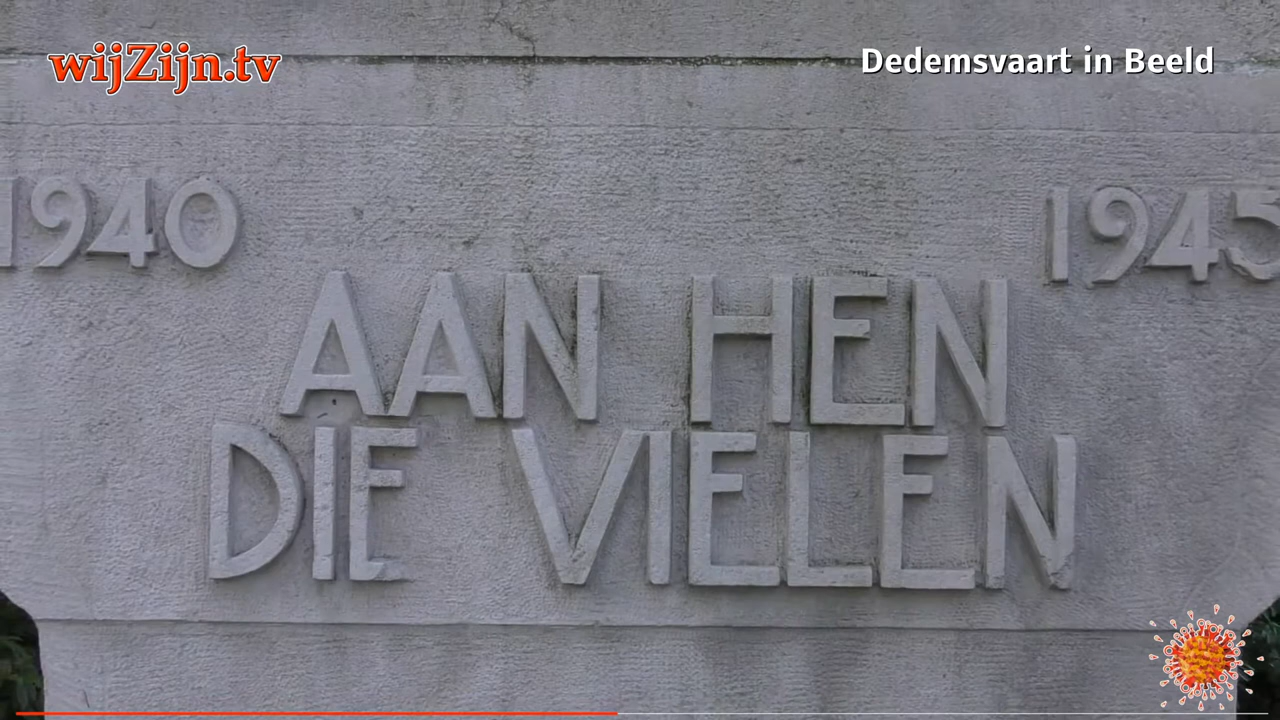 wijZijn.tv
Dedemsvaart in Beeld
1940
1945
AAN HEN
DIE VIELEN